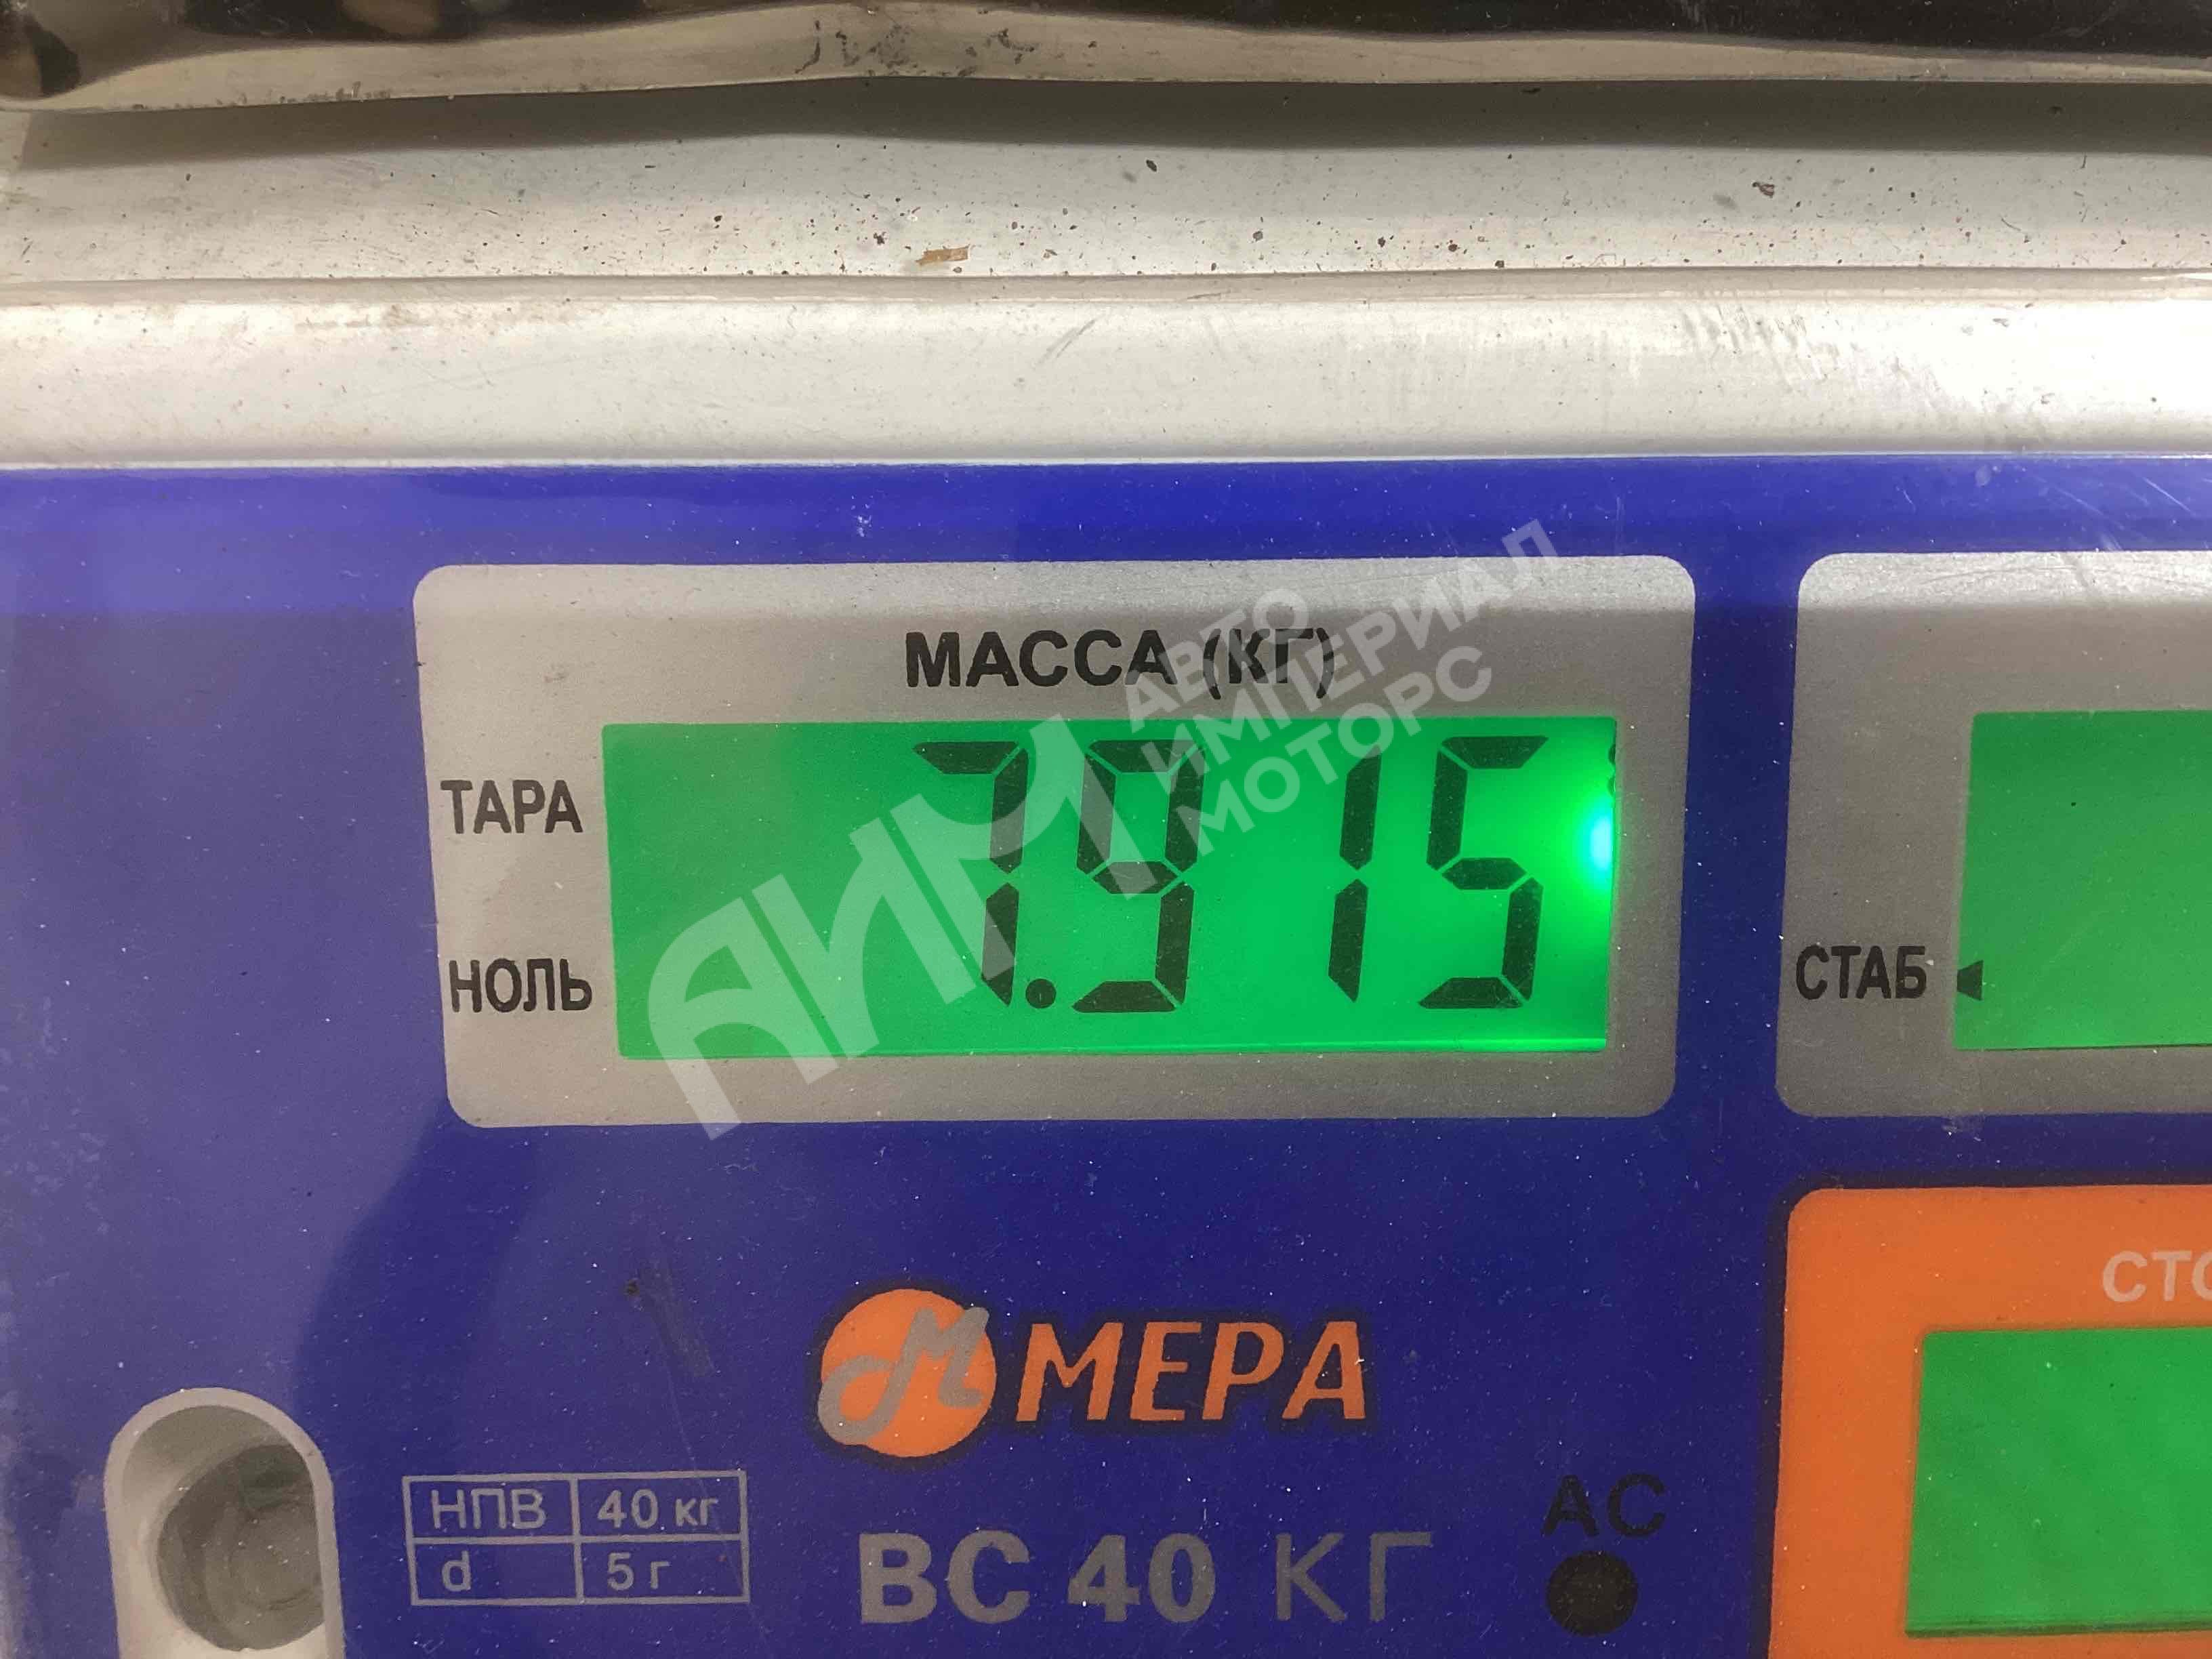 МАССА (КГ)
АВТО
ИМПЕРИАЛ
МОТОРС
АИМ
ТАРА
7.915
НОЛЬ
СТАБ
МЕРА
НПВ 40 кг
d 5 г
ВС 40 КГ
АС